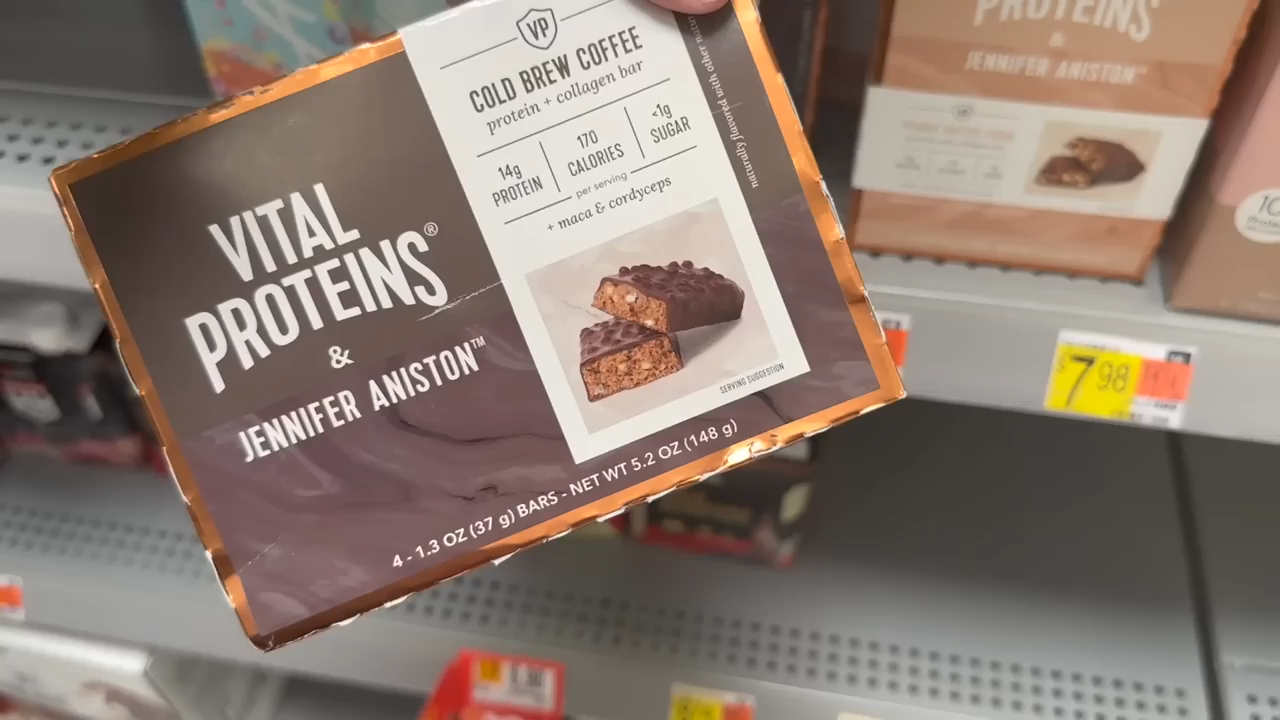 VP
COLD BREW COFFEE
protein + collagen bar
14g PROTEIN
170 CALORIES
<1g SUGAR
per serving
+ maca & cordyceps
naturally flavored with other
VITAL
PROTEINS®
&
JENNIFER ANISTON™
SERVING SUGGESTION
4 - 1.3 OZ (37 g) BARS - NET WT 5.2 OZ (148 g)
PROTEINS
&
JENNIFER ANISTON
$7 98